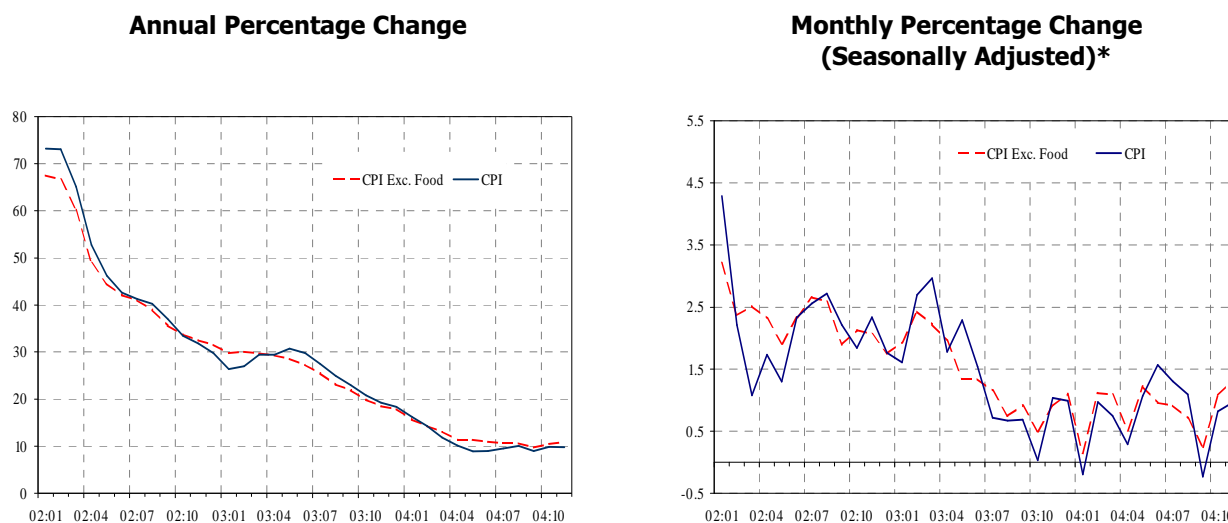 Annual Percentage Change
Monthly Percentage Change
(Seasonally Adjusted)*
80
70
60
50
40
30
20
10
0
CPI Exc. Food
CPI
02:01 02:04 02:07 02:10 03:01 03:04 03:07 03:10 04:01 04:04 04:07 04:10
5.5
4.5
3.5
2.5
1.5
0.5
-0.5
CPI Exc. Food
CPI
02:01 02:04 02:07 02:10 03:01 03:04 03:07 03:10 04:01 04:04 04:07 04:10